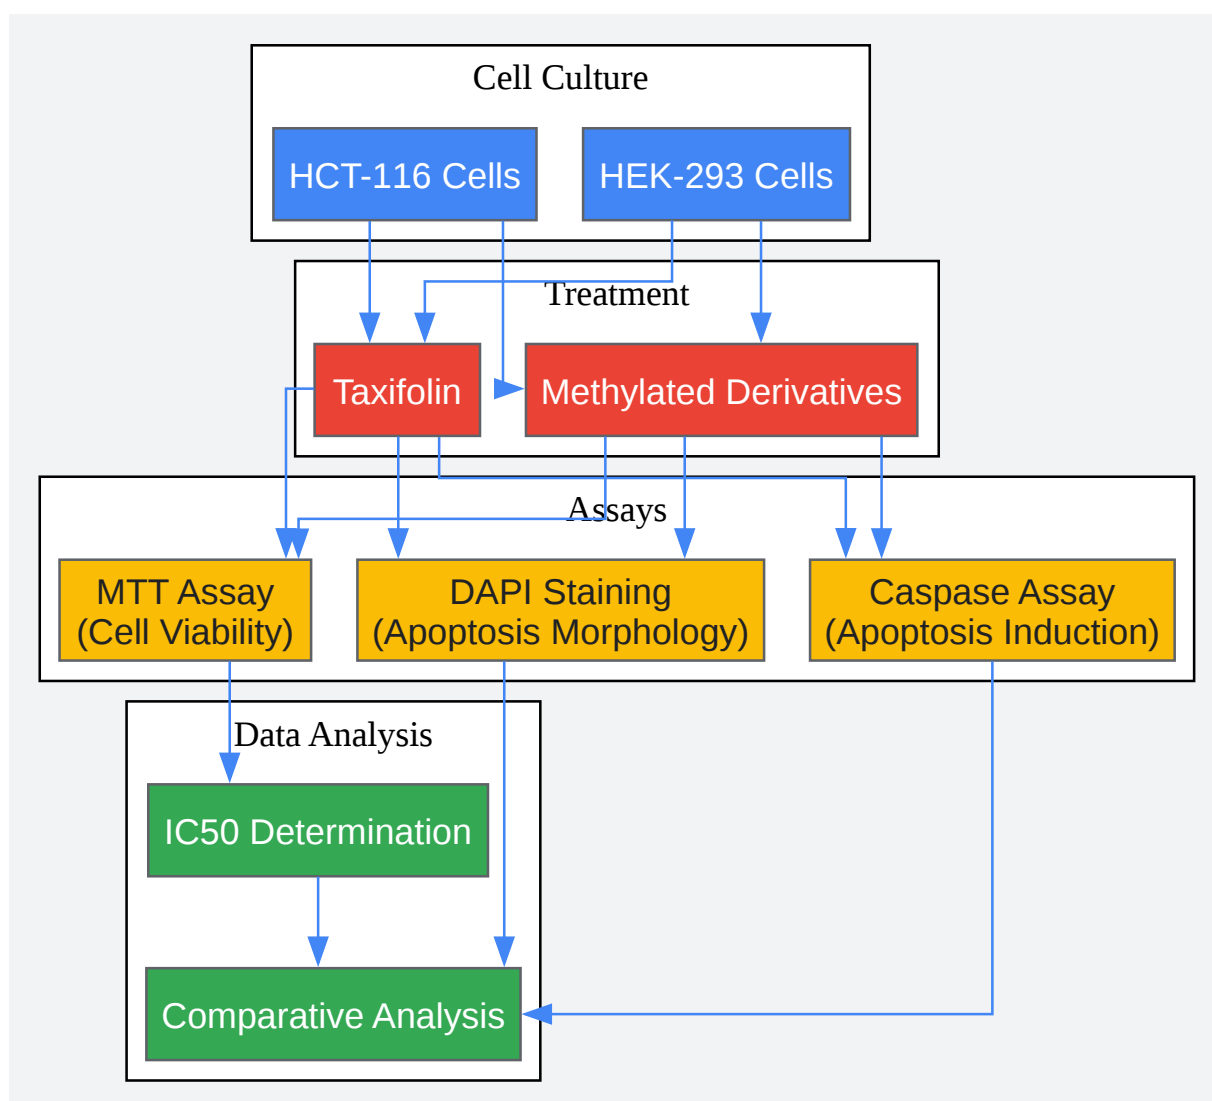 Cell Culture
HCT-116 Cells
HEK-293 Cells
Treatment
Taxifolin
Methylated Derivatives
Assays
MTT Assay
(Cell Viability)
DAPI Staining
(Apoptosis Morphology)
Caspase Assay
(Apoptosis Induction)
Data Analysis
IC50 Determination
Comparative Analysis